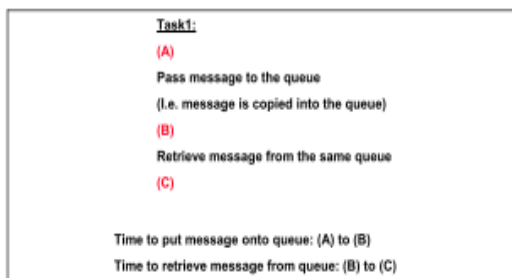 Task1:
(A)
Pass message to the queue
(I.e. message is copied into the queue)
(B)
Retrieve message from the same queue
(C)
Time to put message onto queue: (A) to (B)
Time to retrieve message from queue: (B) to (C)